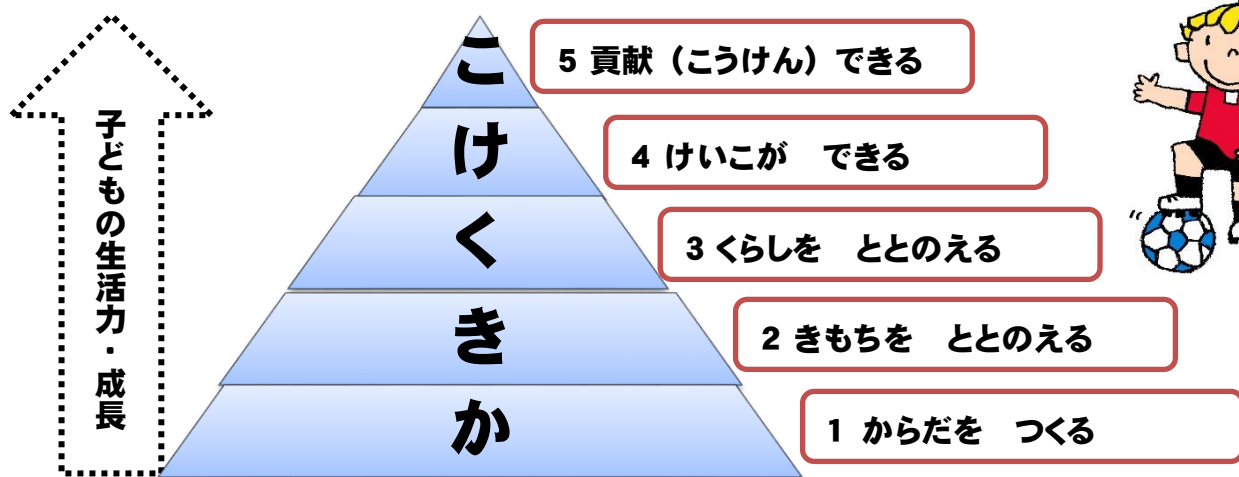 子どもの生活力・成長
こ
5 貢献（こうけん）できる
け
4 けいこが　できる
く
3 くらしを　ととのえる
き
2 きもちを　ととのえる
か
1 からだを　つくる